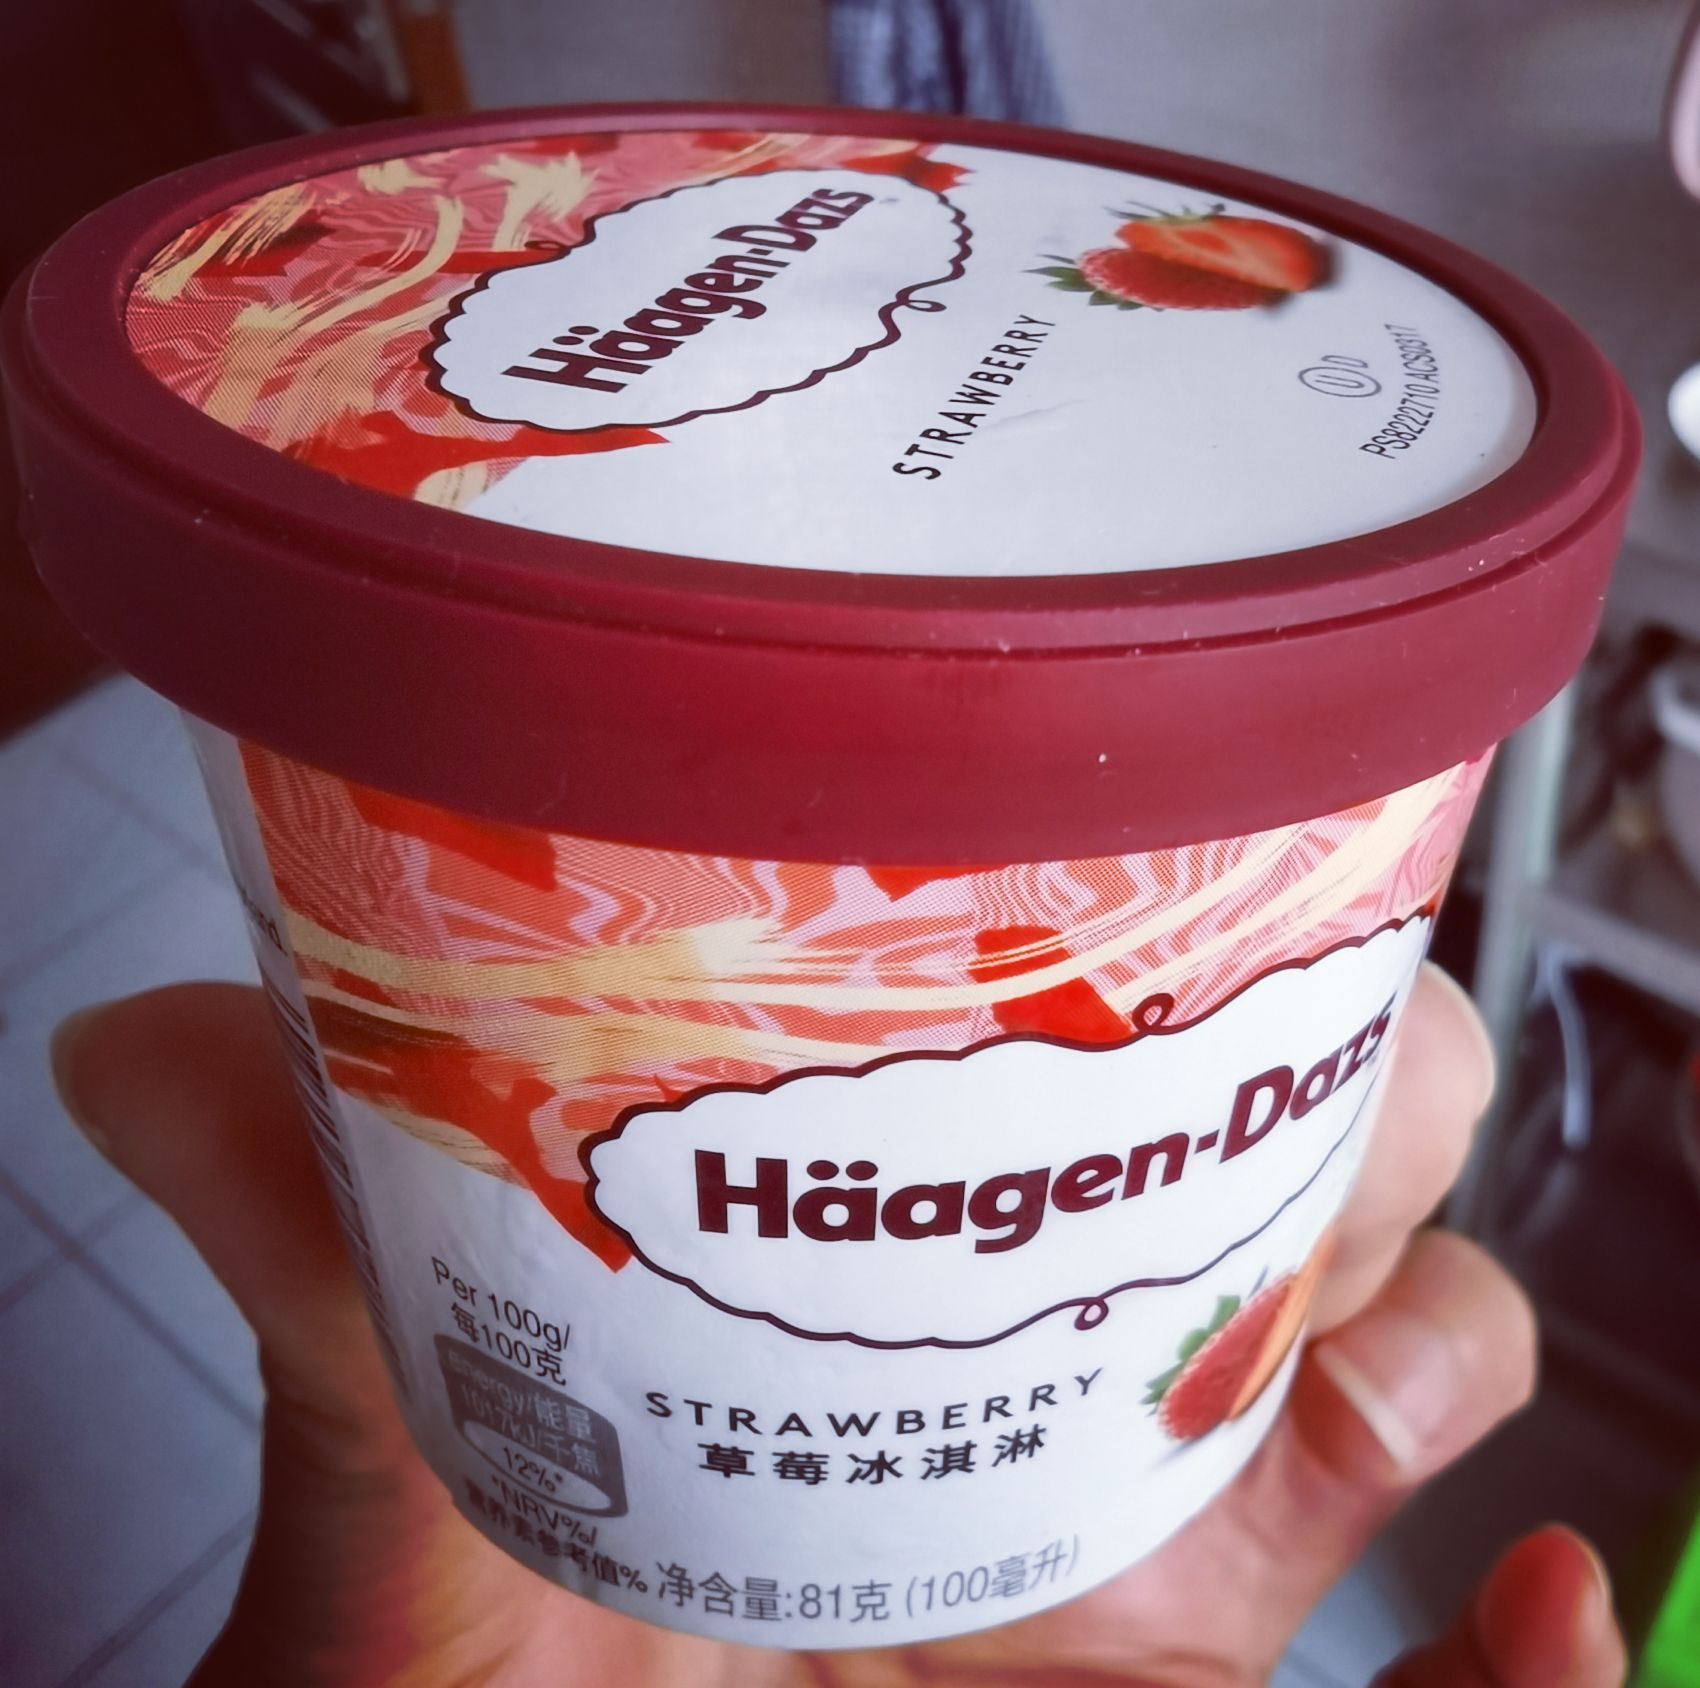 Häagen-Dazs
STRAWBERRY
U D
PS8222710 ACS0317
Häagen-Dazs
Per 100g/
每100克
energy/能量
1017kJ/千焦
12%*
*NRV%/
营养素参考值%
STRAWBERRY
草莓冰淇淋
净含量:81克 (100毫升)